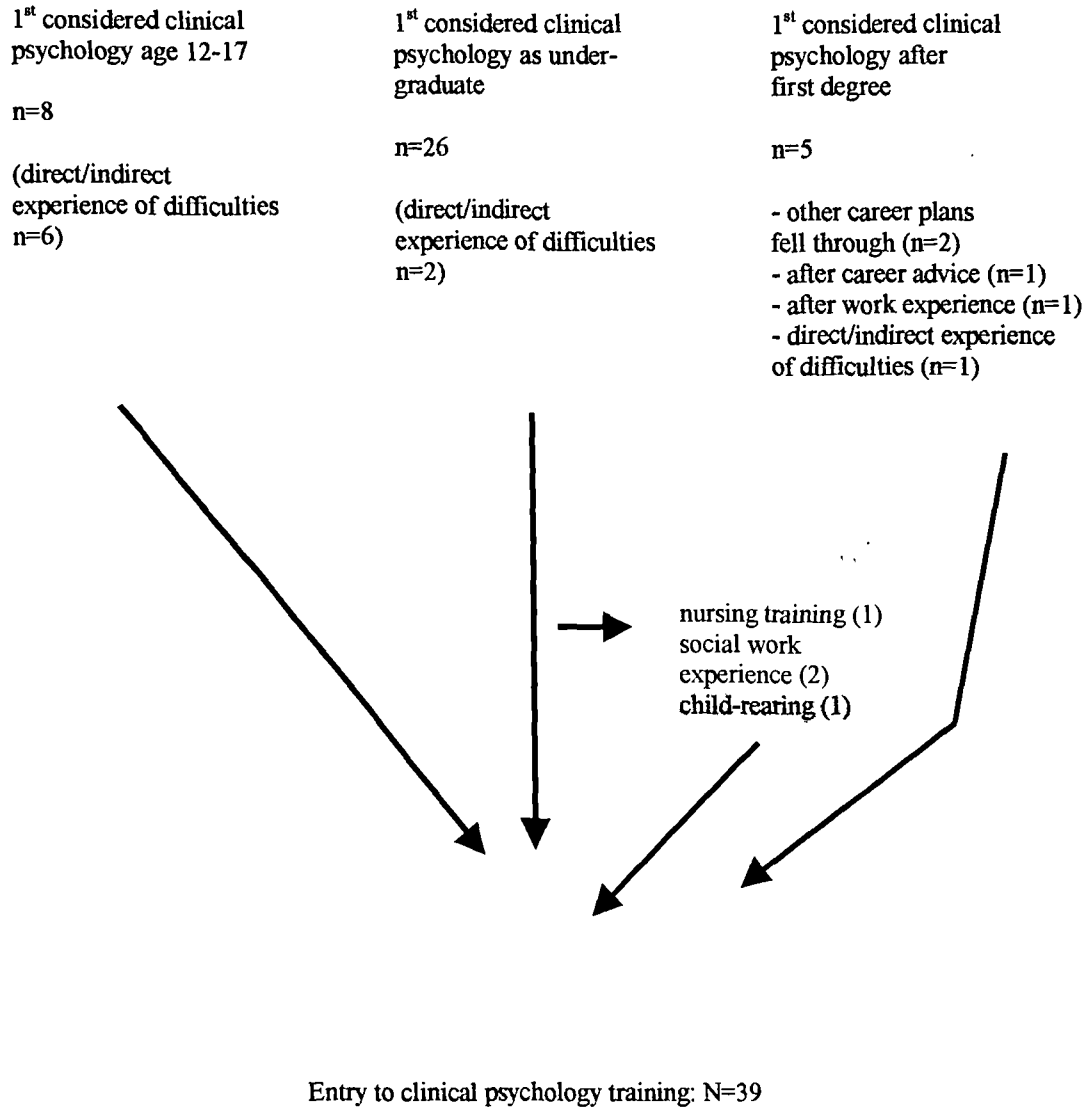 1st considered clinical
psychology age 12-17
n=8
(direct/indirect
experience of difficulties
n=6)
1st considered clinical
psychology as under-
graduate
n=26
(direct/indirect
experience of difficulties
n=2)
1st considered clinical
psychology after
first degree
n=5
- other career plans
fell through (n=2)
- after career advice (n=1)
- after work experience (n=1)
- direct/indirect experience
of difficulties (n=1)
nursing training (1)
social work
experience (2)
child-rearing (1)
Entry to clinical psychology training: N=39